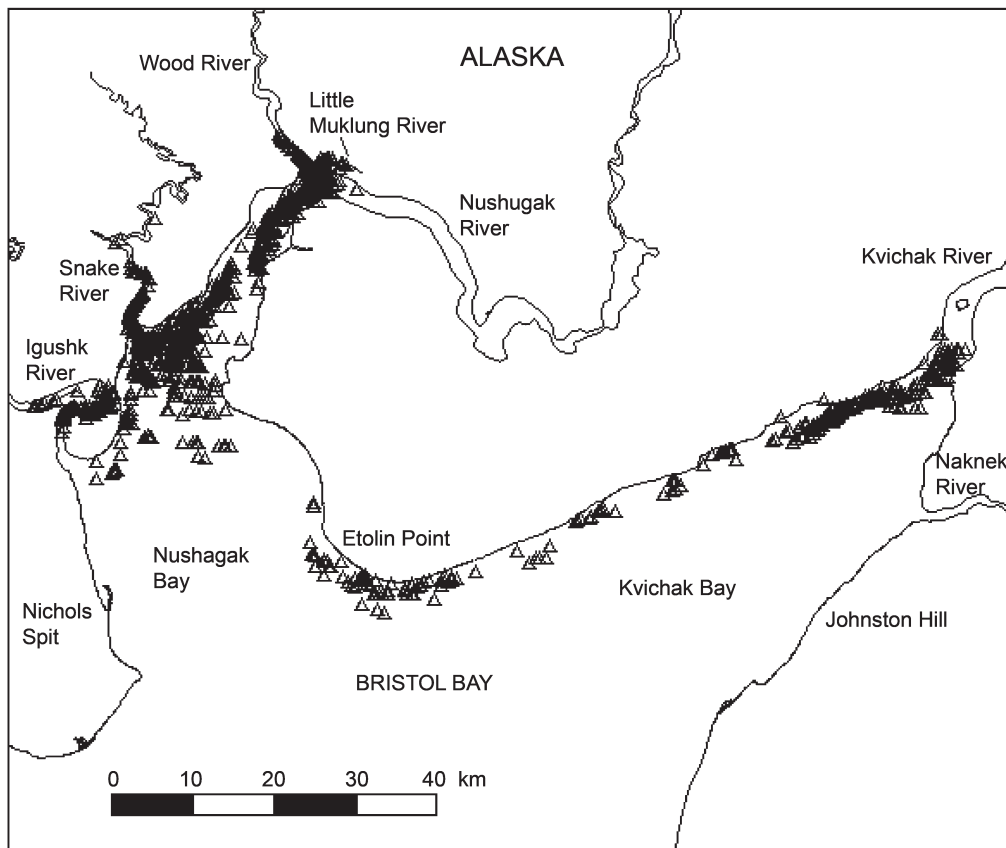 ALASKA
Wood River
Little
Muklung River
Nushugak
River
Kvichak River
Snake
River
Igushk
River
Naknek
River
Etolin Point
Nushagak
Bay
Kvichak Bay
Nichols
Spit
Johnston Hill
BRISTOL BAY
0 10 20 30 40 km